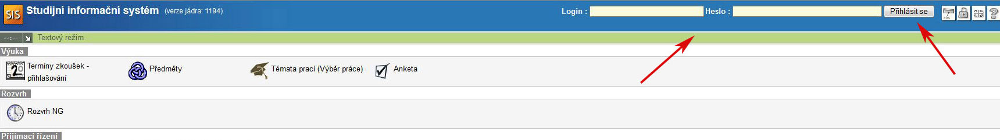 SIS Studijní informační systém (verze jádra: 1194) Login : Heslo : Přihlásit se
--:-- Textový režim
Výuka
Termíny zkoušek - přihlašování
Předměty
Témata prací (Výběr práce)
Anketa
Rozvrh
Rozvrh NG
Přijímací řízení